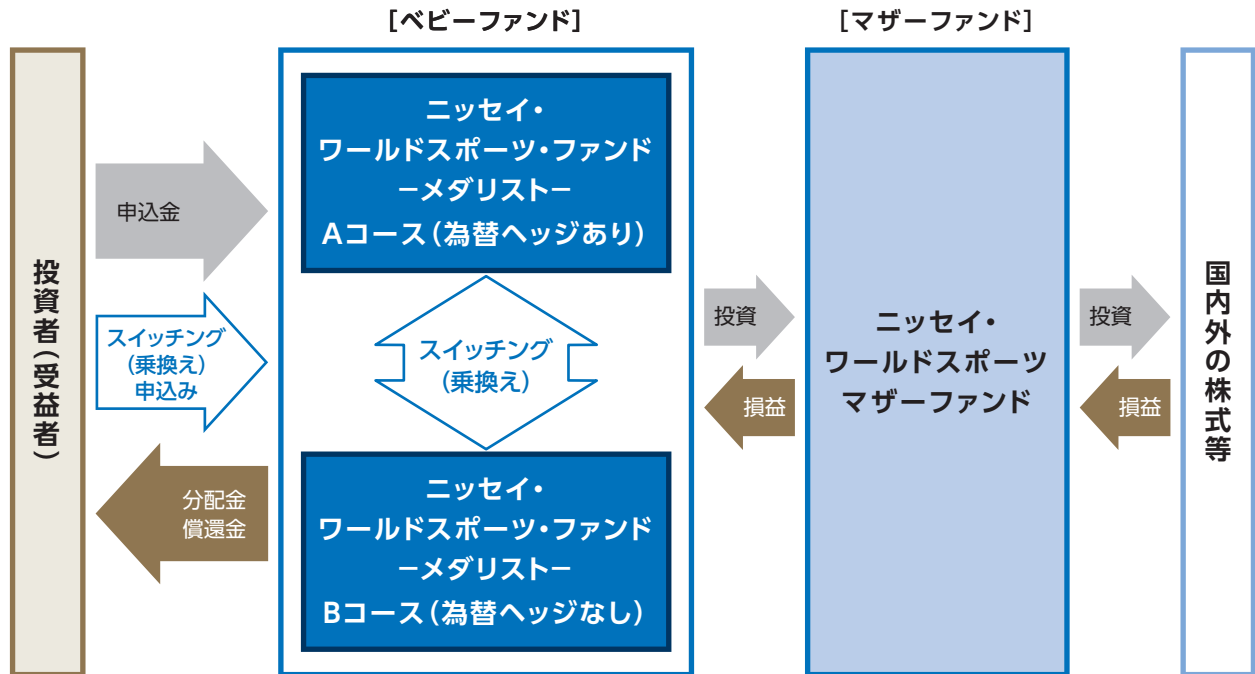 [ベビーファンド]
[マザーファンド]
投資者(受益者)
申込金
スイッチング
(乗換え)
申込み
分配金
償還金
ニッセイ・
ワールドスポーツ・ファンド
−メダリスト−
Aコース(為替ヘッジあり)
スイッチング
(乗換え)
ニッセイ・
ワールドスポーツ・ファンド
−メダリスト−
Bコース(為替ヘッジなし)
投資
損益
ニッセイ・
ワールドスポーツ
マザーファンド
投資
損益
国内外の株式等